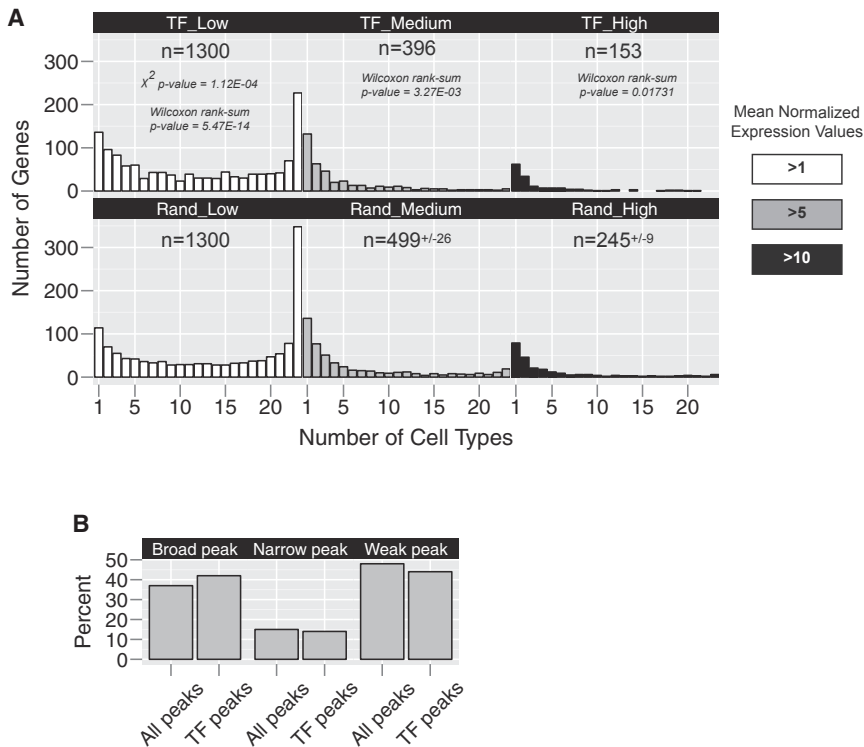 A
TF_Low TF_Medium TF_High
n=1300 n=396 n=153
χ2 p-value = 1.12E-04
Wilcoxon rank-sum
p-value = 5.47E-14
Wilcoxon rank-sum
p-value = 3.27E-03
Wilcoxon rank-sum
p-value = 0.01731
300
200
100
0
Number of Genes
Rand_Low Rand_Medium Rand_High
n=1300 n=499+/-26 n=245+/-9
300
200
100
0
Number of Genes
1 5 10 15 20 1 5 10 15 20 1 5 10 15 20
Number of Cell Types
Mean Normalized
Expression Values
>1
>5
>10
B
Broad peak Narrow peak Weak peak
50
40
30
20
10
0
Percent
All peaks TF peaks All peaks TF peaks All peaks TF peaks